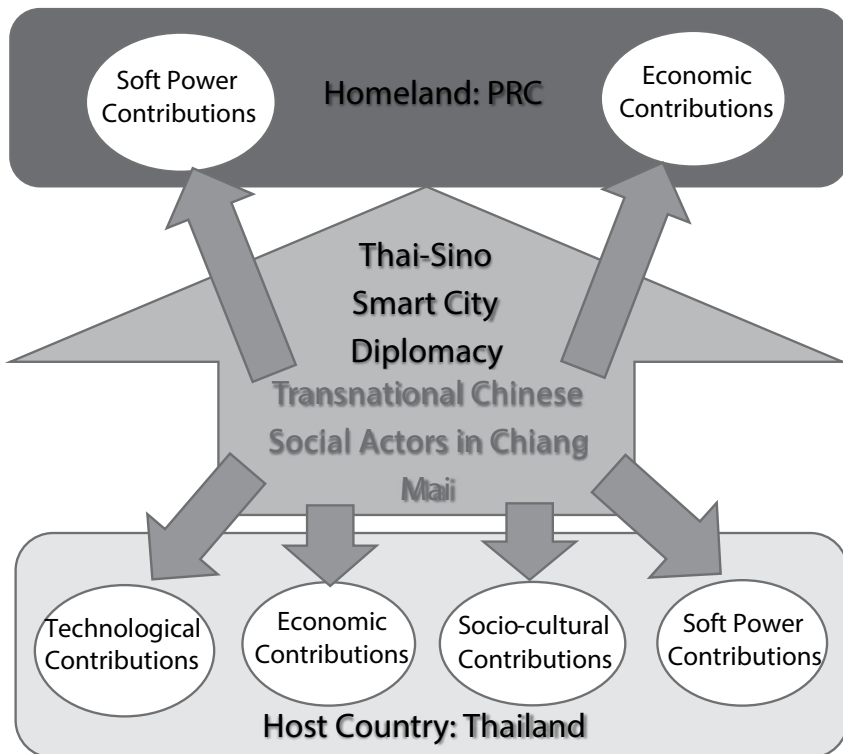 Soft Power
Contributions
Homeland: PRC
Economic
Contributions
Thai-Sino
Smart City
Diplomacy
Transnational Chinese
Social Actors in Chiang
Mai
Technological
Contributions
Economic
Contributions
Socio-cultural
Contributions
Soft Power
Contributions
Host Country: Thailand